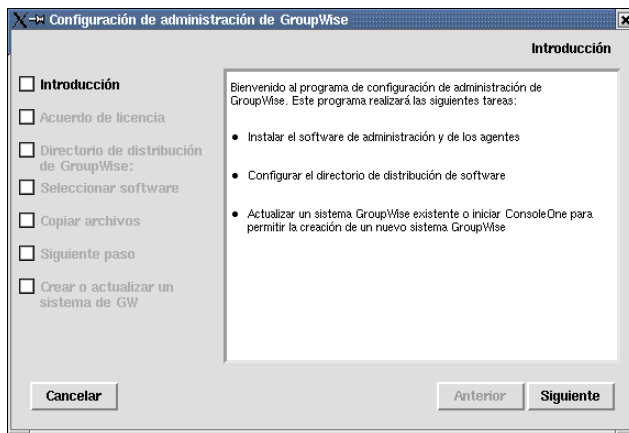 Configuración de administración de GroupWise
Introducción
Introducción
Acuerdo de licencia
Directorio de distribución
de GroupWise:
Seleccionar software
Copiar archivos
Siguiente paso
Crear o actualizar un
sistema de GW
Bienvenido al programa de configuración de administración de
GroupWise. Este programa realizará las siguientes tareas:
● Instalar el software de administración y de los agentes
● Configurar el directorio de distribución de software
● Actualizar un sistema GroupWise existente o iniciar ConsoleOne para
permitir la creación de un nuevo sistema GroupWise
Cancelar
Anterior
Siguiente